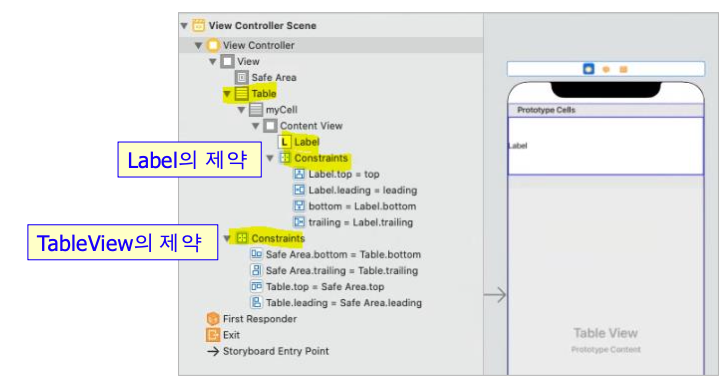 View Controller Scene
View Controller
View
Safe Area
Table
myCell
Content View
L Label
Constraints
Label.top = top
Label.leading = leading
bottom = Label.bottom
trailing = Label.trailing
Constraints
Safe Area.bottom = Table.bottom
Safe Area.trailing = Table.trailing
Table.top = Safe Area.top
Table.leading = Safe Area.leading
First Responder
Exit
Storyboard Entry Point
Label의 제약
TableView의 제약
Prototype Cells
Label
Table View
Prototype Content